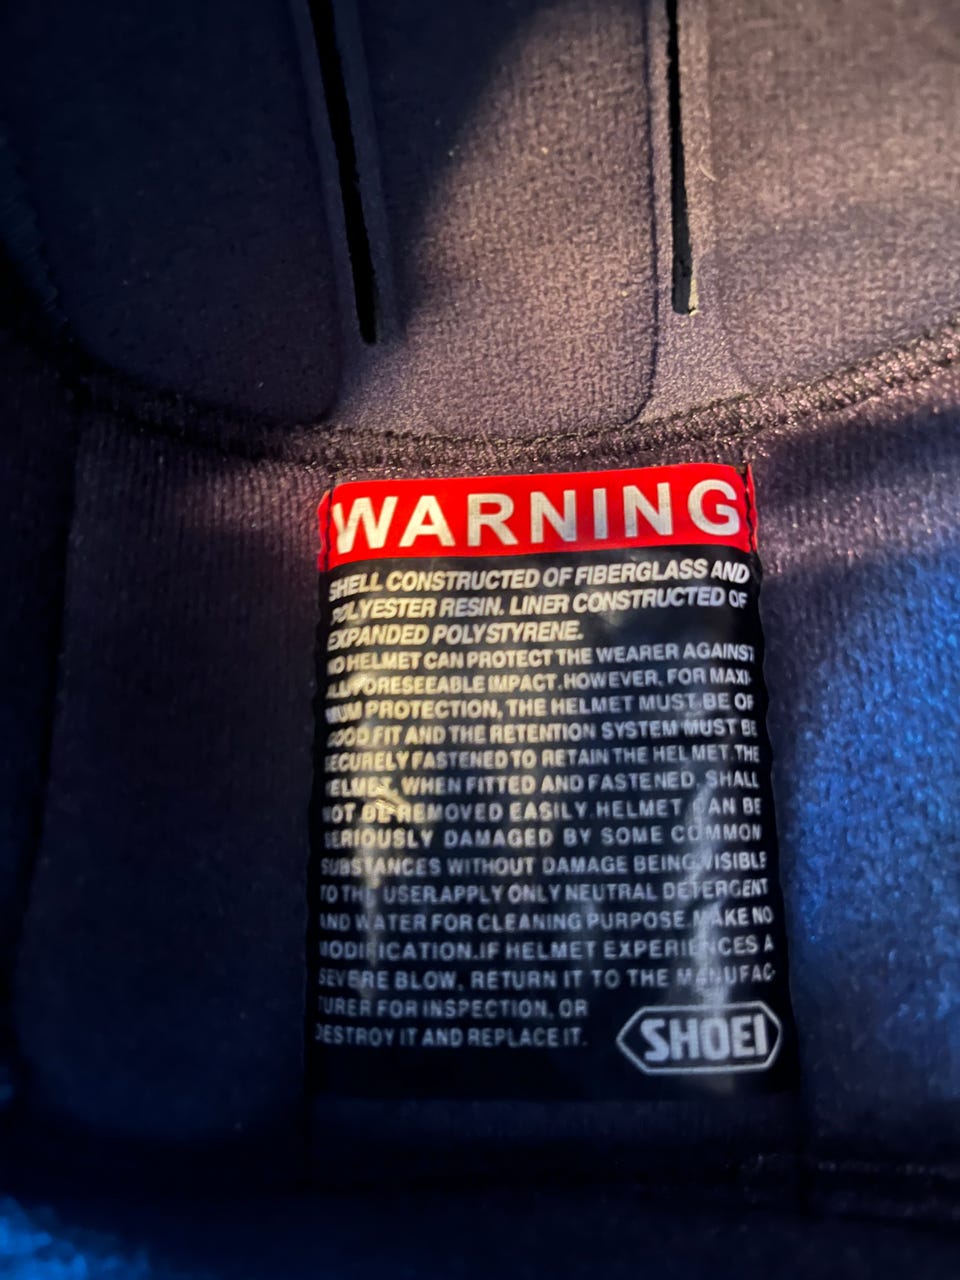 WARNING
SHELL CONSTRUCTED OF FIBERGLASS AND
POLYESTER RESIN. LINER CONSTRUCTED OF
EXPANDED POLYSTYRENE.
NO HELMET CAN PROTECT THE WEARER AGAINST
ALL FORESEEABLE IMPACT. HOWEVER, FOR MAXI-
MUM PROTECTION, THE HELMET MUST BE OF
GOOD FIT AND THE RETENTION SYSTEM MUST BE
SECURELY FASTENED TO RETAIN THE HELMET. THE
HELMET, WHEN FITTED AND FASTENED, SHALL
NOT BE REMOVED EASILY. HELMET CAN BE
SERIOUSLY DAMAGED BY SOME COMMON
SUBSTANCES WITHOUT DAMAGE BEING VISIBLE
TO THE USER. APPLY ONLY NEUTRAL DETERGENT
AND WATER FOR CLEANING PURPOSE. MAKE NO
MODIFICATION. IF HELMET EXPERIENCES A
SEVERE BLOW, RETURN IT TO THE MANUFAC-
TURER FOR INSPECTION, OR
DESTROY IT AND REPLACE IT.
SHOEI